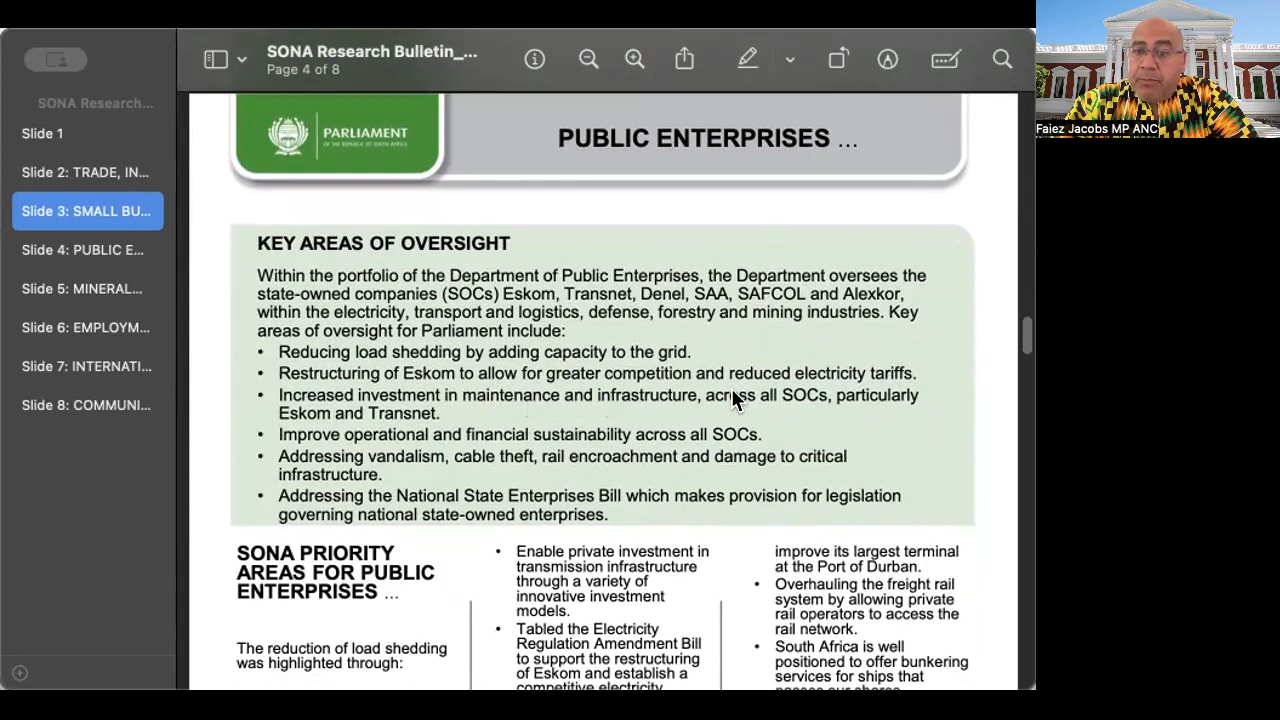 SONA Research Bulletin_...
Page 4 of 8
SONA Research...
Slide 1
Slide 2: TRADE, IN...
Slide 3: SMALL BU...
Slide 4: PUBLIC E...
Slide 5: MINERAL...
Slide 6: EMPLOYM...
Slide 7: INTERNATI...
Slide 8: COMMUNI...
Faiez Jacobs MP ANC
PARLIAMENT
OF THE REPUBLIC OF SOUTH AFRICA
PUBLIC ENTERPRISES ...
KEY AREAS OF OVERSIGHT
Within the portfolio of the Department of Public Enterprises, the Department oversees the
state-owned companies (SOCs) Eskom, Transnet, Denel, SAA, SAFCOL and Alexkor,
within the electricity, transport and logistics, defense, forestry and mining industries. Key
areas of oversight for Parliament include:
• Reducing load shedding by adding capacity to the grid.
• Restructuring of Eskom to allow for greater competition and reduced electricity tariffs.
• Increased investment in maintenance and infrastructure, across all SOCs, particularly
Eskom and Transnet.
• Improve operational and financial sustainability across all SOCs.
• Addressing vandalism, cable theft, rail encroachment and damage to critical
infrastructure.
• Addressing the National State Enterprises Bill which makes provision for legislation
governing national state-owned enterprises.
SONA PRIORITY
AREAS FOR PUBLIC
ENTERPRISES ...
The reduction of load shedding
was highlighted through:
• Enable private investment in
transmission infrastructure
through a variety of
innovative investment
models.
• Tabled the Electricity
Regulation Amendment Bill
to support the restructuring
of Eskom and establish a
competitive electricity
improve its largest terminal
at the Port of Durban.
• Overhauling the freight rail
system by allowing private
rail operators to access the
rail network.
• South Africa is well
positioned to offer bunkering
services for ships that
passes our shores